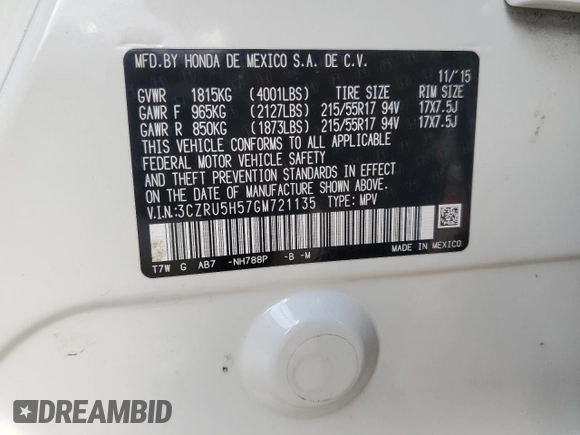 MFD.BY HONDA DE MEXICO S.A. DE C.V.
11/'15
GVWR 1815KG (4001LBS) TIRE SIZE RIM SIZE
GAWR F 965KG (2127LBS) 215/55R17 94V 17X7.5J
GAWR R 850KG (1873LBS) 215/55R17 94V 17X7.5J
THIS VEHICLE CONFORMS TO ALL APPLICABLE
FEDERAL MOTOR VEHICLE SAFETY
AND THEFT PREVENTION STANDARDS IN EFFECT
ON THE DATE OF MANUFACTURE SHOWN ABOVE.
V.I.N:3CZRU5H57GM721135 TYPE: MPV
T7W G AB7 -NH788P -B -M
MADE IN MEXICO
DREAMBID